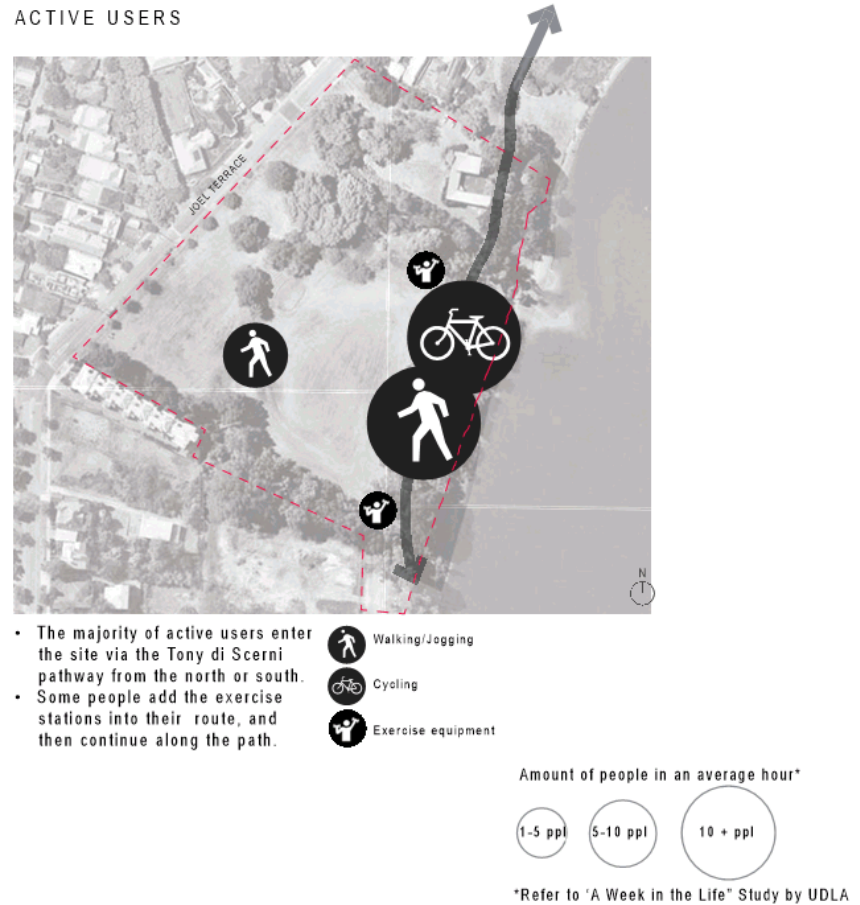 ACTIVE USERS
JOEL TERRACE
N
• The majority of active users enter
the site via the Tony di Scerni
pathway from the north or south.
• Some people add the exercise
stations into their route, and
then continue along the path.
Walking/Jogging
Cycling
Exercise equipment
Amount of people in an average hour*
1-5 ppl
5-10 ppl
10 + ppl
*Refer to 'A Week in the Life" Study by UDLA